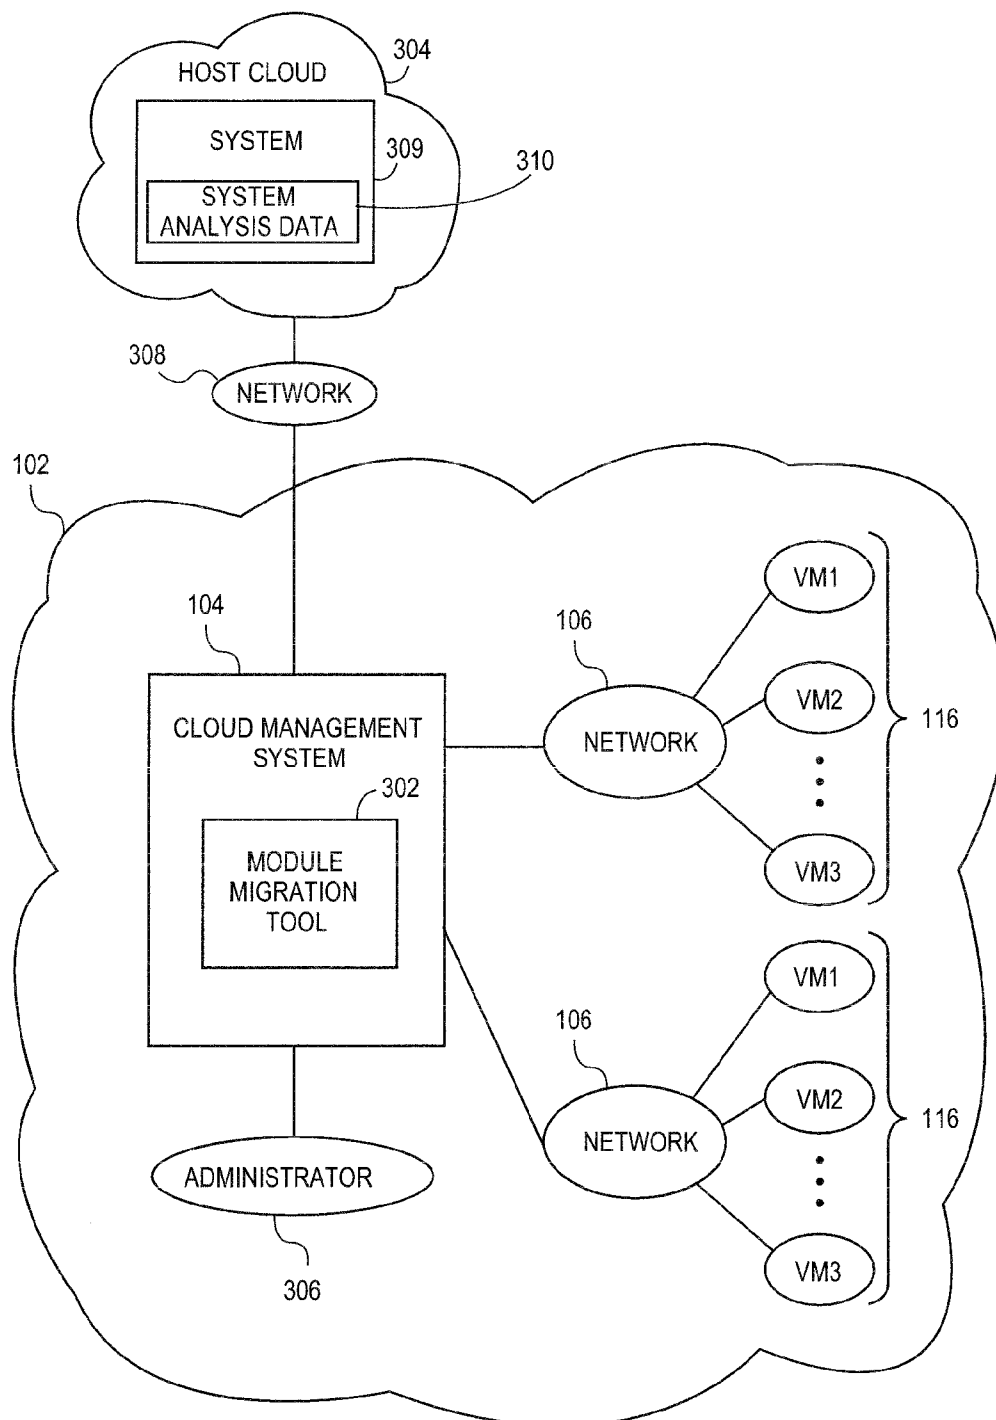 304
HOST CLOUD
SYSTEM
309
310
SYSTEM
ANALYSIS DATA
308
NETWORK
102
VM1
104
106
VM2
116
CLOUD MANAGEMENT
SYSTEM
NETWORK
302
MODULE
MIGRATION
TOOL
VM3
VM1
106
VM2
NETWORK
116
ADMINISTRATOR
VM3
306